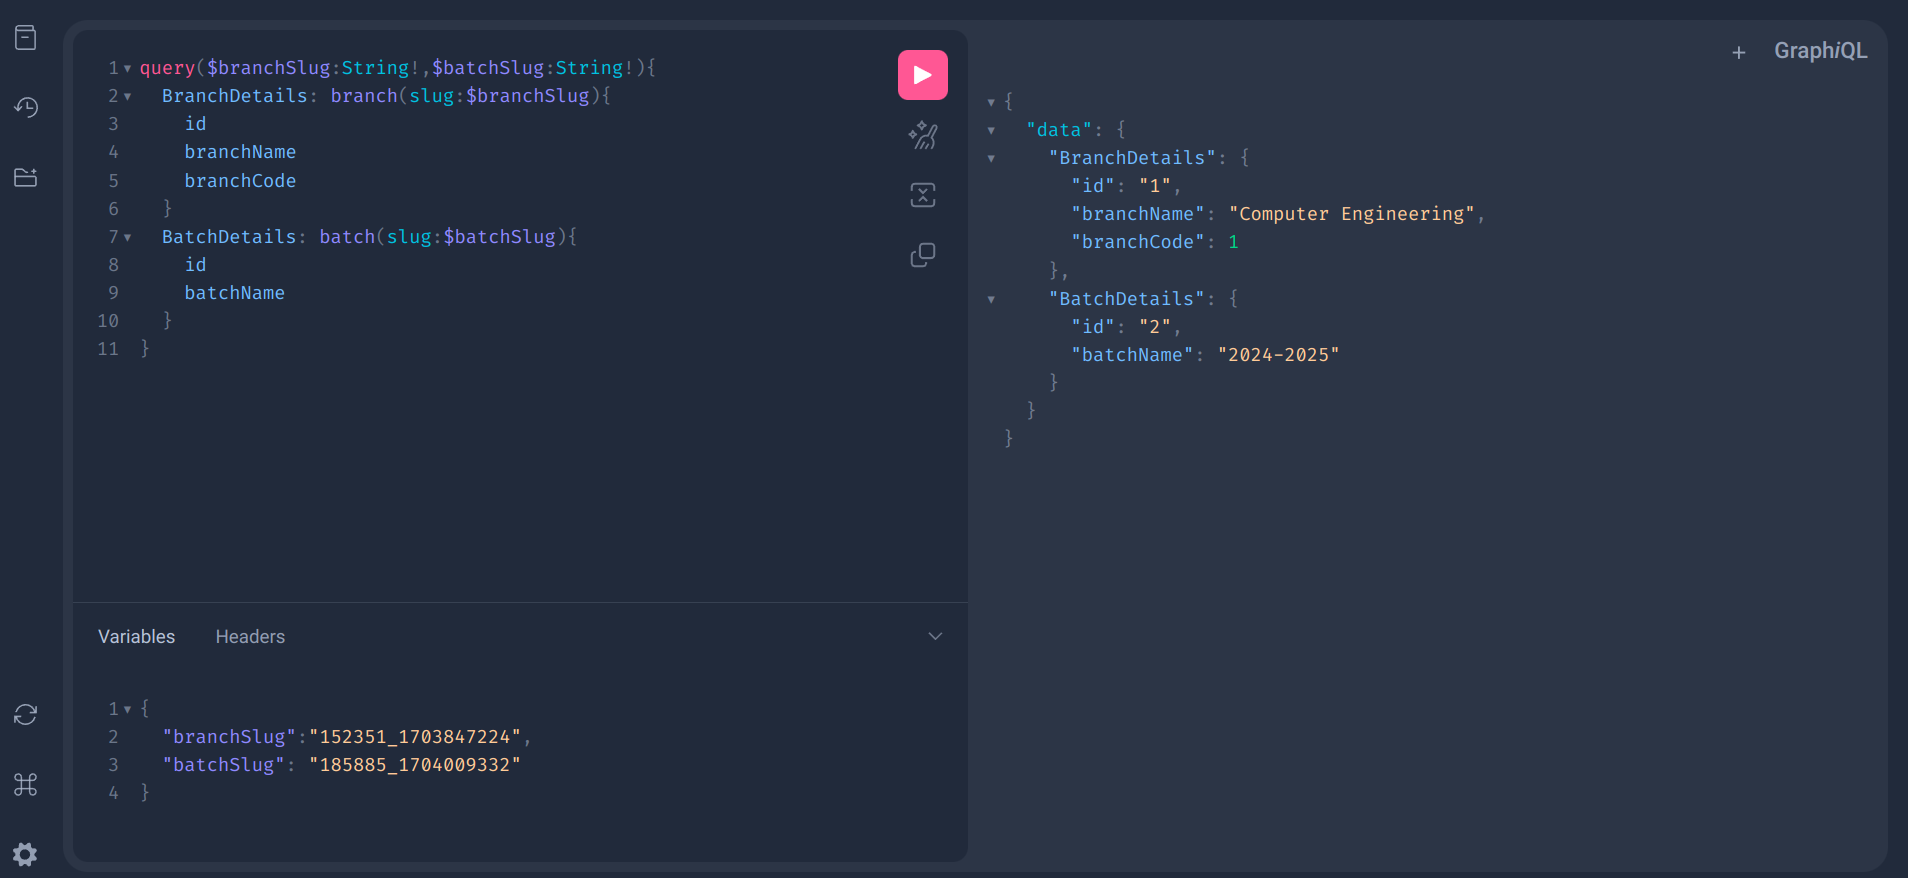 1 query($branchSlug:String!,$batchSlug:String!){
2 BranchDetails: branch(slug:$branchSlug){
3 id
4 branchName
5 branchCode
6 }
7 BatchDetails: batch(slug:$batchSlug){
8 id
9 batchName
10 }
11 }
Variables Headers
1 {
2 "branchSlug":"152351_1703847224",
3 "batchSlug": "185885_1704009332"
4 }
+ GraphiQL
{
"data": {
"BranchDetails": {
"id": "1",
"branchName": "Computer Engineering",
"branchCode": 1
},
"BatchDetails": {
"id": "2",
"batchName": "2024-2025"
}
}
}